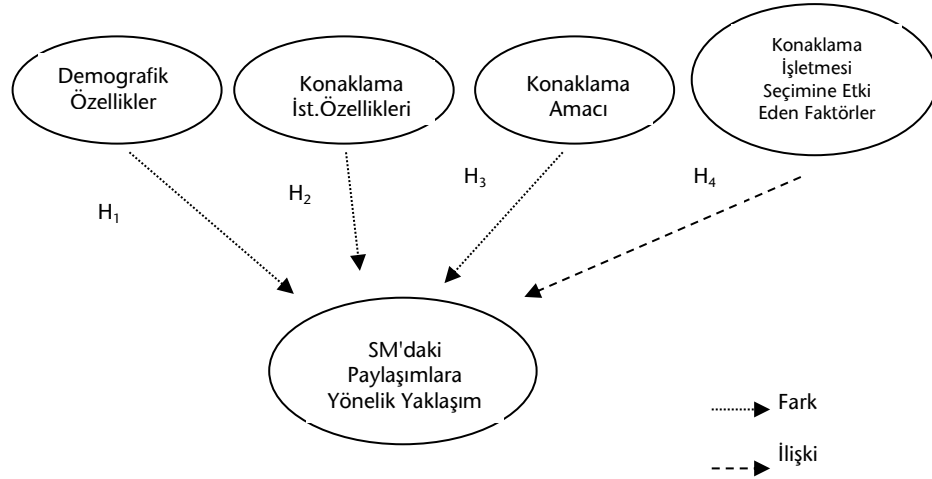 Demografik
Özellikler
Konaklama
İst.Özellikleri
Konaklama
Amacı
Konaklama
İşletmesi
Seçimine Etki
Eden Faktörler
H1
H2
H3
H4
SM'daki
Paylaşımlara
Yönelik Yaklaşım
Fark
İlişki